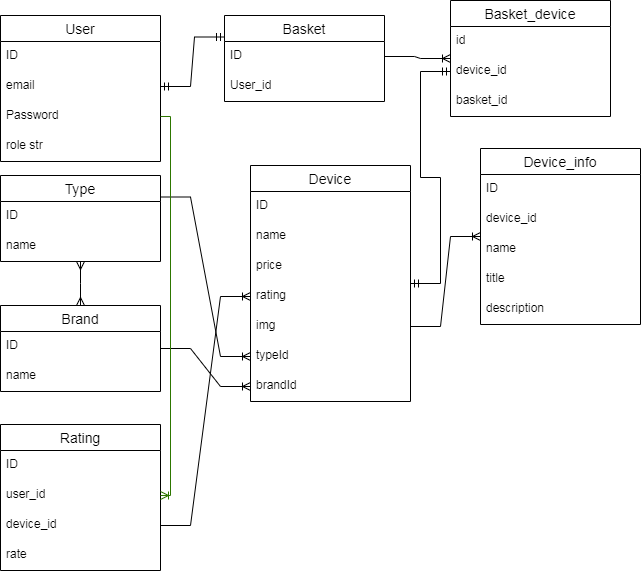 User
ID
email
Password
role str
Basket
ID
User_id
Basket_device
id
device_id
basket_id
Type
ID
name
Device
ID
name
price
rating
img
typeId
brandId
Device_info
ID
device_id
name
title
description
Brand
ID
name
Rating
ID
user_id
device_id
rate